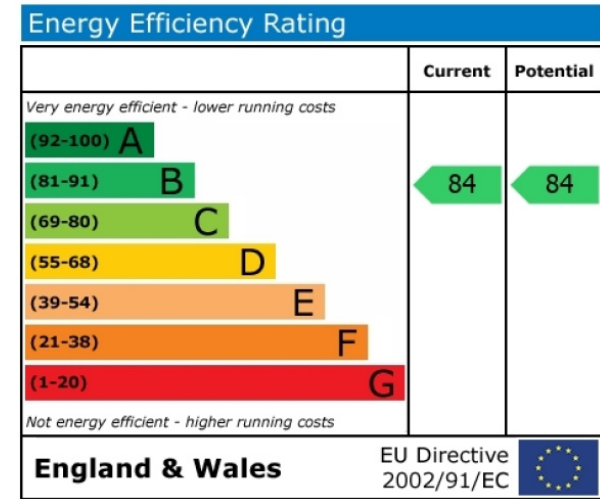 Energy Efficiency Rating
Current Potential
Very energy efficient - lower running costs
(92-100) A
(81-91) B 84 84
(69-80) C
(55-68) D
(39-54) E
(21-38) F
(1-20) G
Not energy efficient - higher running costs
England & Wales
EU Directive
2002/91/EC